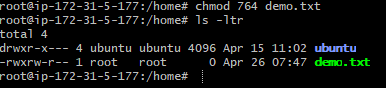 root@ip-172-31-5-177:/home# chmod 764 demo.txt
root@ip-172-31-5-177:/home# ls -ltr
total 4
drwxr-x--- 4 ubuntu ubuntu 4096 Apr 15 11:02 ubuntu
-rwxrw-r-- 1 root   root      0 Apr 26 07:47 demo.txt
root@ip-172-31-5-177:/home#